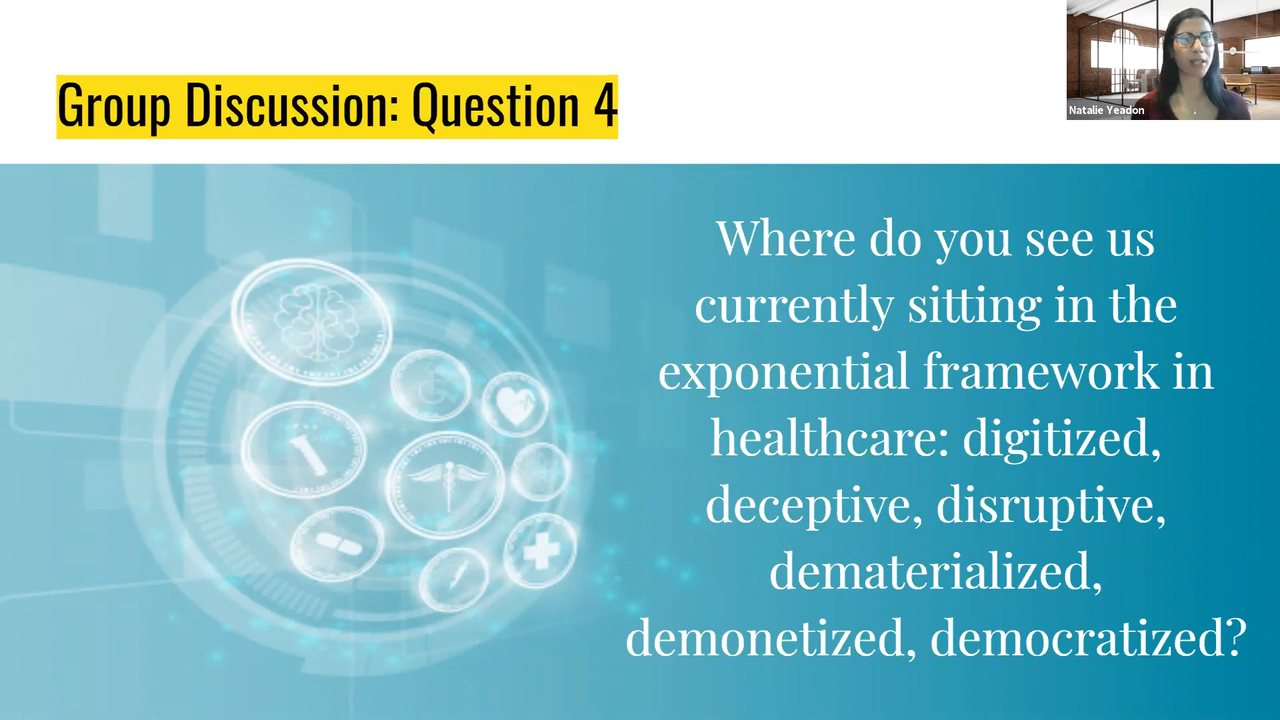 Group Discussion: Question 4
Natalie Yeadon
Where do you see us
currently sitting in the
exponential framework in
healthcare: digitized,
deceptive, disruptive,
dematerialized,
demonetized, democratized?